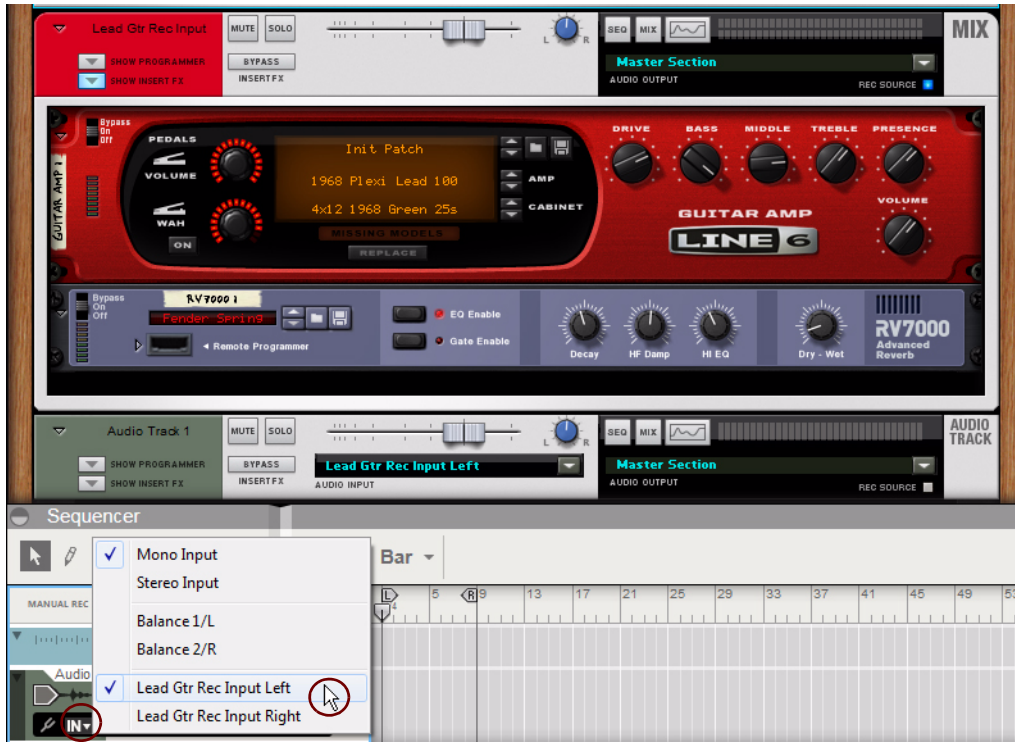 Lead Gtr Rec Input
MUTE SOLO
L R
SEQ MIX
MIX
SHOW PROGRAMMER
SHOW INSERT FX
BYPASS
INSERT FX
Master Section
AUDIO OUTPUT
REC SOURCE
Bypass
On
Off
GUITAR AMP 1
PEDALS
VOLUME
WAH
ON
Init Patch
1968 Plexi Lead 100
4x12 1968 Green 25s
MISSING MODELS
REPLACE
AMP
CABINET
DRIVE BASS MIDDLE TREBLE PRESENCE
VOLUME
GUITAR AMP
LINE 6
Bypass
On
Off
RV7000 1
Fender Spring
Remote Programmer
EQ Enable
Gate Enable
Decay HF Damp HI EQ Dry - Wet
RV7000
Advanced
Reverb
Audio Track 1
MUTE SOLO
L R
SEQ MIX
AUDIO
TRACK
SHOW PROGRAMMER
SHOW INSERT FX
BYPASS
INSERT FX
Lead Gtr Rec Input Left
AUDIO INPUT
Master Section
AUDIO OUTPUT
REC SOURCE
Sequencer
Mono Input
Stereo Input
Balance 1/L
Balance 2/R
Lead Gtr Rec Input Left
Lead Gtr Rec Input Right
Bar
MANUAL REC
L 5 R 9 13 17 21 25 29 33 37 41 45 49 53
4
Audio
IN